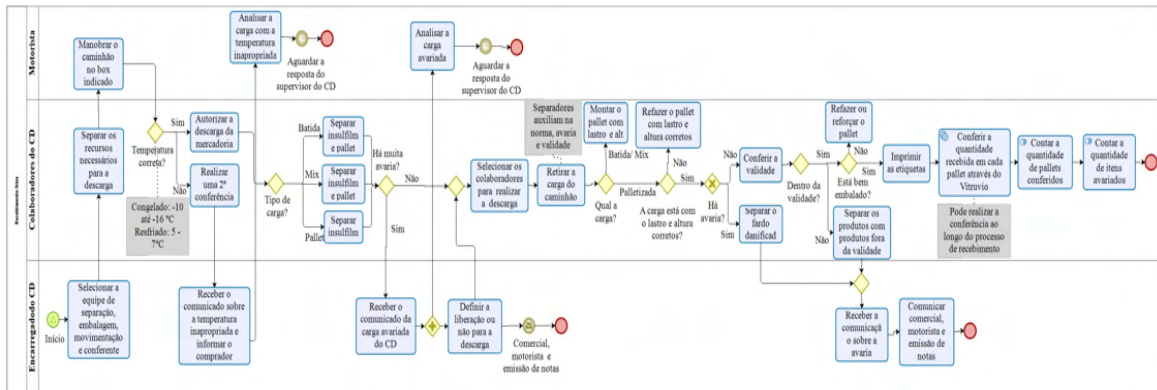 Motorista
Manobrar o
caminhão
no box
indicado
Analisar a
carga com a
temperatura
inapropriada
Aguardar a
resposta do
supervisor do CD
Analisar a
carga
avariada
Aguardar a
resposta do
supervisor do CD
Colaboradores do CD
Separar os
recursos
necessários
para a
descarga
Temperatura
correta?
Sim
Não
Congelado: -10
até -16 ºC
Resfriado: 5 -
7ºC
Autorizar a
descarga da
mercadoria
Realizar
uma 2ª
conferência
Tipo de
carga?
Batida
Mix
Pallet
Separar
insulfilm
e pallet
Separar
insulfilm
e pallet
Separar
insulfilm
e pallet
Há muita
avaria?
Não
Sim
Selecionar os
colaboradores
para realizar
a descarga
Separadores
auxiliam na
norma, avaria
e validade
Retirar a
carga do
caminhão
Montar o
pallet com
lastro e alt
Qual a
carga?
Batida/ Mix
Palletizada
Refazer o pallet
com lastro e
altura corretos
Não
Sim
A carga está com
o lastro e altura
corretos?
Há
avaria?
Não
Sim
Conferir a
validade
Separar o
fardo
danificad
Dentro da
validade?
Sim
Não
Refazer ou
reforçar o
pallet
Não
Sim
Está bem
embalado?
Separar os
produtos com
produtos fora
da validade
Imprimir
as etiquetas
Conferir a
quantidade
recebida em cada
pallet através do
Vitruvio
Pode realizar a
conferência ao
longo do processo
de recebimento
Contar a
quantidade
de pallets
conferidos
Contar a
quantidade
de itens
avariados
Encarregadodo CD
Início
Selecionar a
equipe de
separação,
embalagem,
movimentação
e conferente
Receber o
comunicado sobre
a temperatura
inapropriada e
informar o
comprador
Receber o
comunicado da
carga avariada
do CD
Definir a
liberação ou
não para a
descarga
Comercial,
motorista e
emissão de notas
Receber a
comunicaçã
o sobre a
avaria
Comunicar
comercial,
motorista e
emissão de
notas